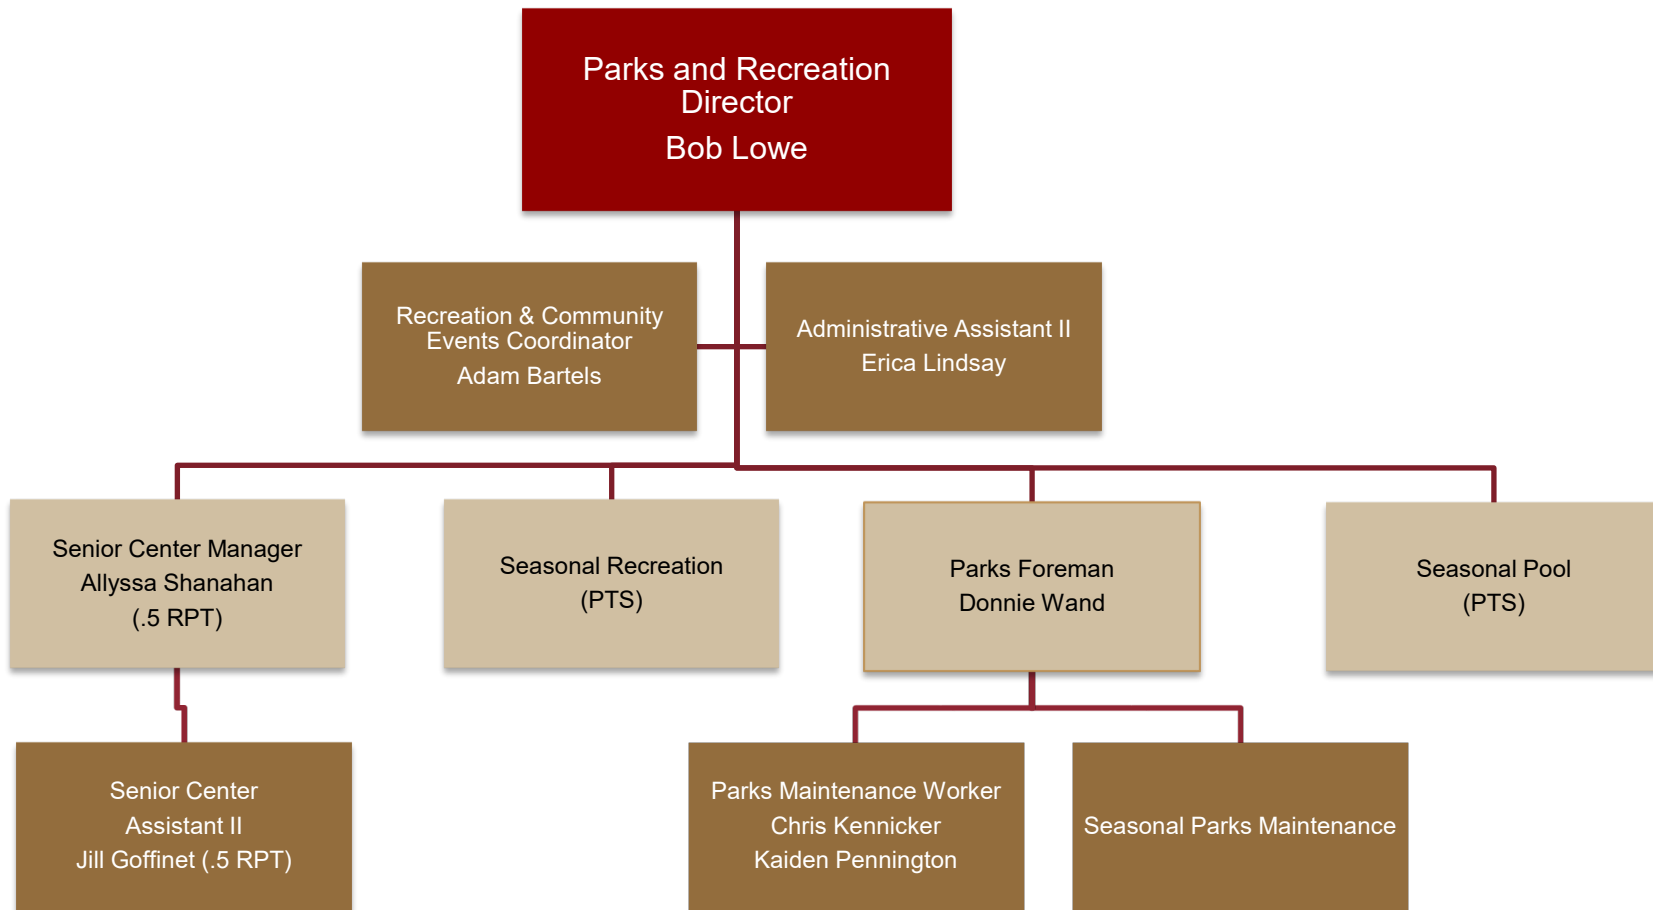 Parks and Recreation
Director
Bob Lowe
Recreation & Community
Events Coordinator
Adam Bartels
Administrative Assistant II
Erica Lindsay
Senior Center Manager
Allyssa Shanahan
(.5 RPT)
Seasonal Recreation
(PTS)
Parks Foreman
Donnie Wand
Seasonal Pool
(PTS)
Senior Center
Assistant II
Jill Goffinet (.5 RPT)
Parks Maintenance Worker
Chris Kennicker
Kaiden Pennington
Seasonal Parks Maintenance